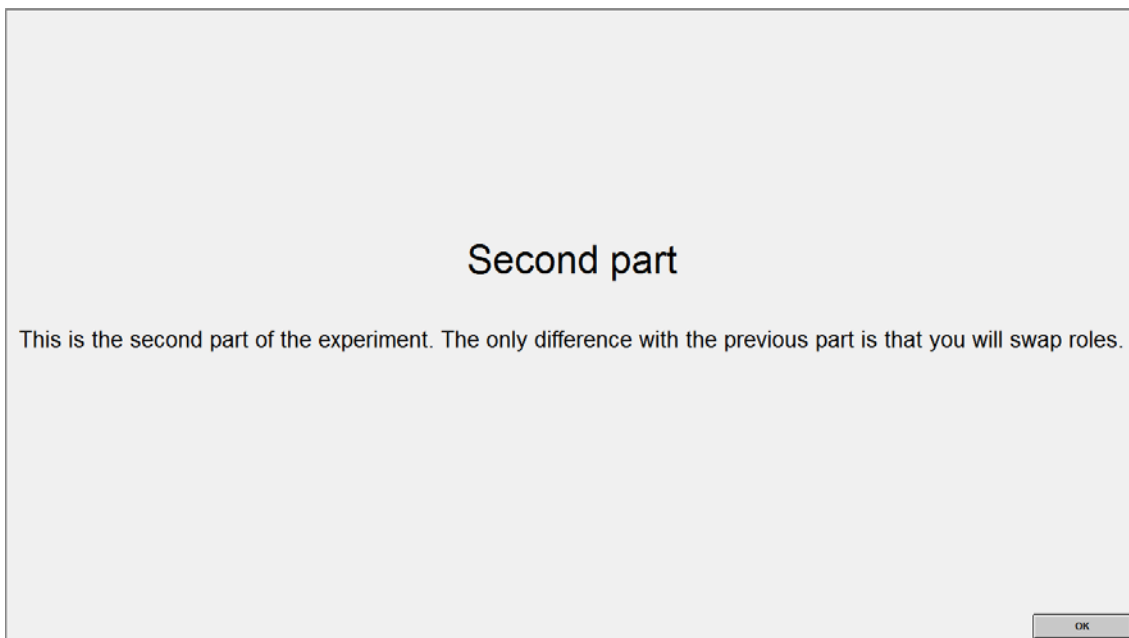 Second part
This is the second part of the experiment. The only difference with the previous part is that you will swap roles.
OK